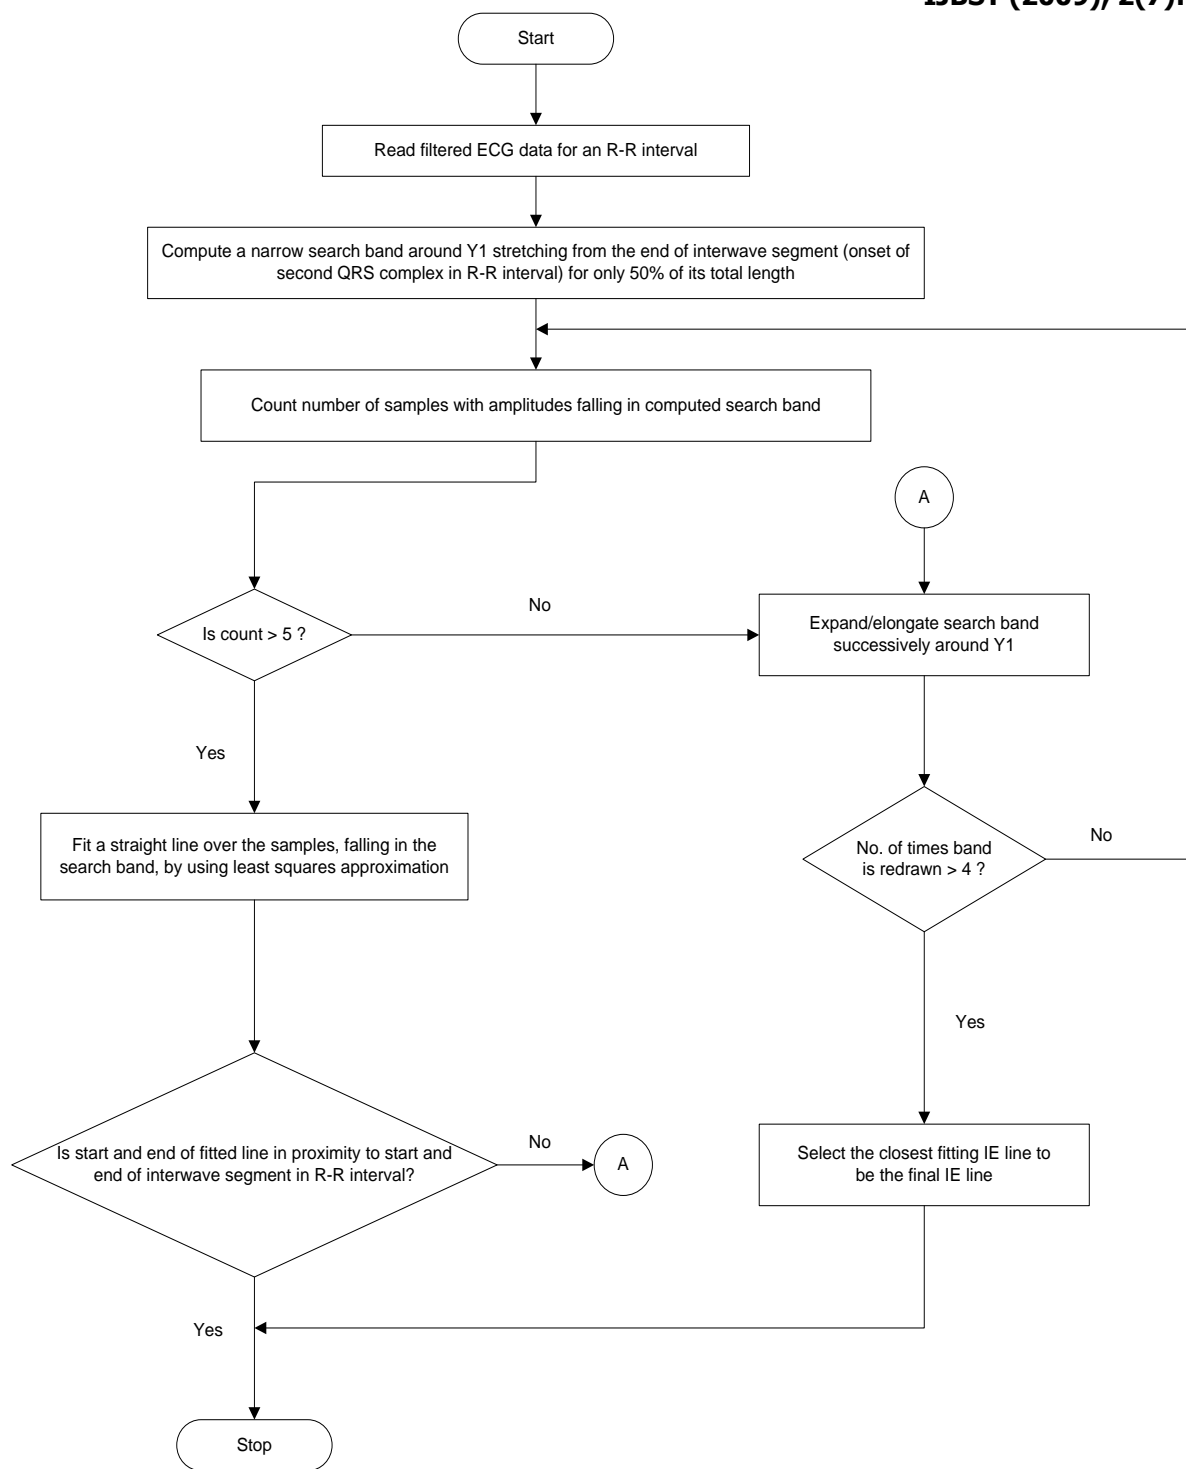 Start
Read filtered ECG data for an R-R interval
Compute a narrow search band around Y1 stretching from the end of interwave segment (onset of
second QRS complex in R-R interval) for only 50% of its total length
Count number of samples with amplitudes falling in computed search band
A
Is count > 5 ?
No
Expand/elongate search band
successively around Y1
Yes
Fit a straight line over the samples, falling in the
search band, by using least squares approximation
No. of times band
is redrawn > 4 ?
No
Yes
Is start and end of fitted line in proximity to start and
end of interwave segment in R-R interval?
No
A
Select the closest fitting IE line to
be the final IE line
Yes
Stop